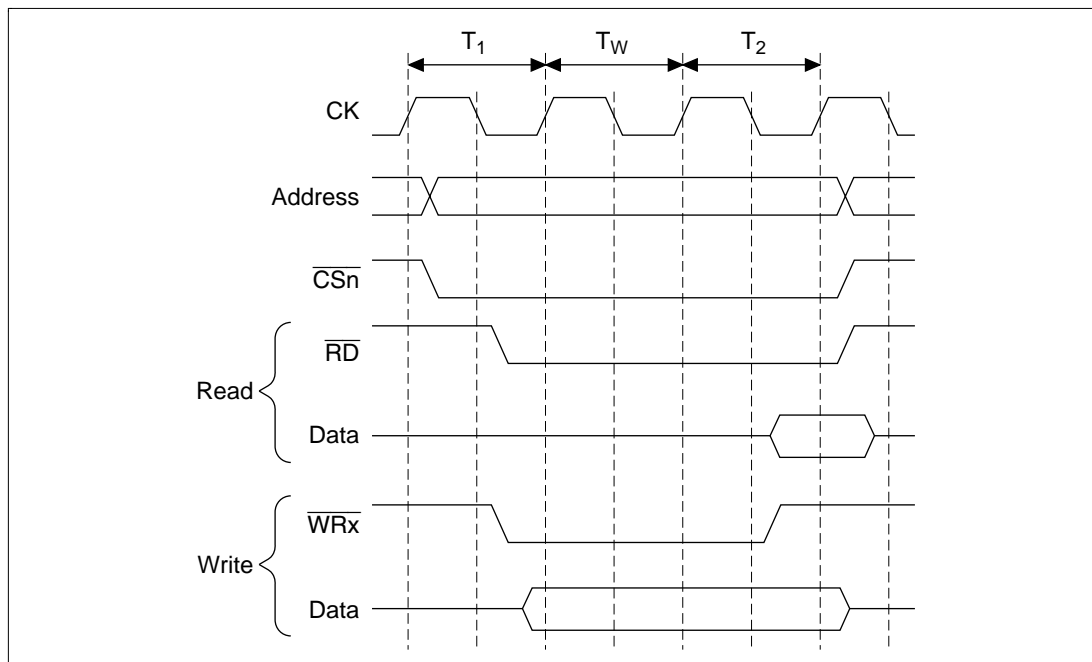 T1 TW T2
CK
Address
CSn
RD
Read
Data
WRx
Write
Data